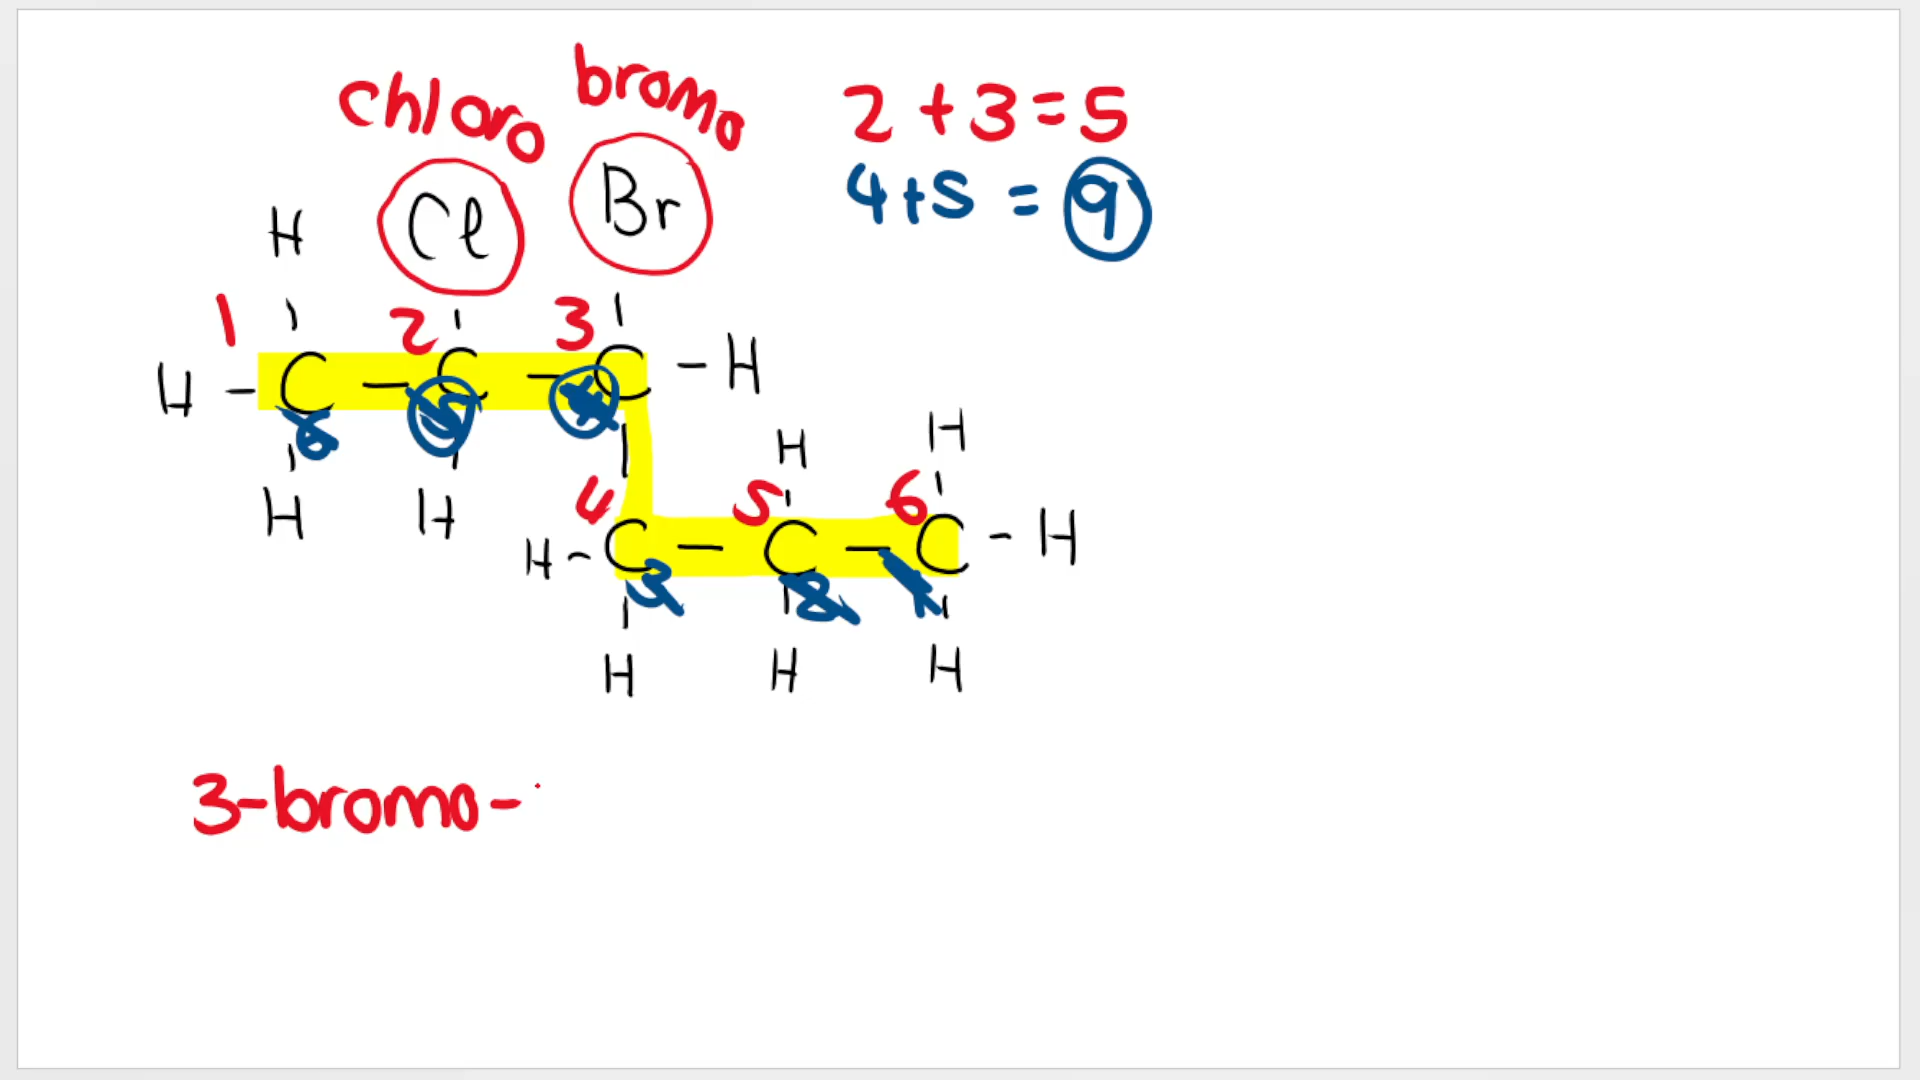 chloro bromo 2+3=5
4+5 = 9
H Cl Br
1 2 3
H - C - C - C - H
6 5 4
H H H H
4 5 6
H - C - C - C - H
3 2 1
H H H
3-bromo-